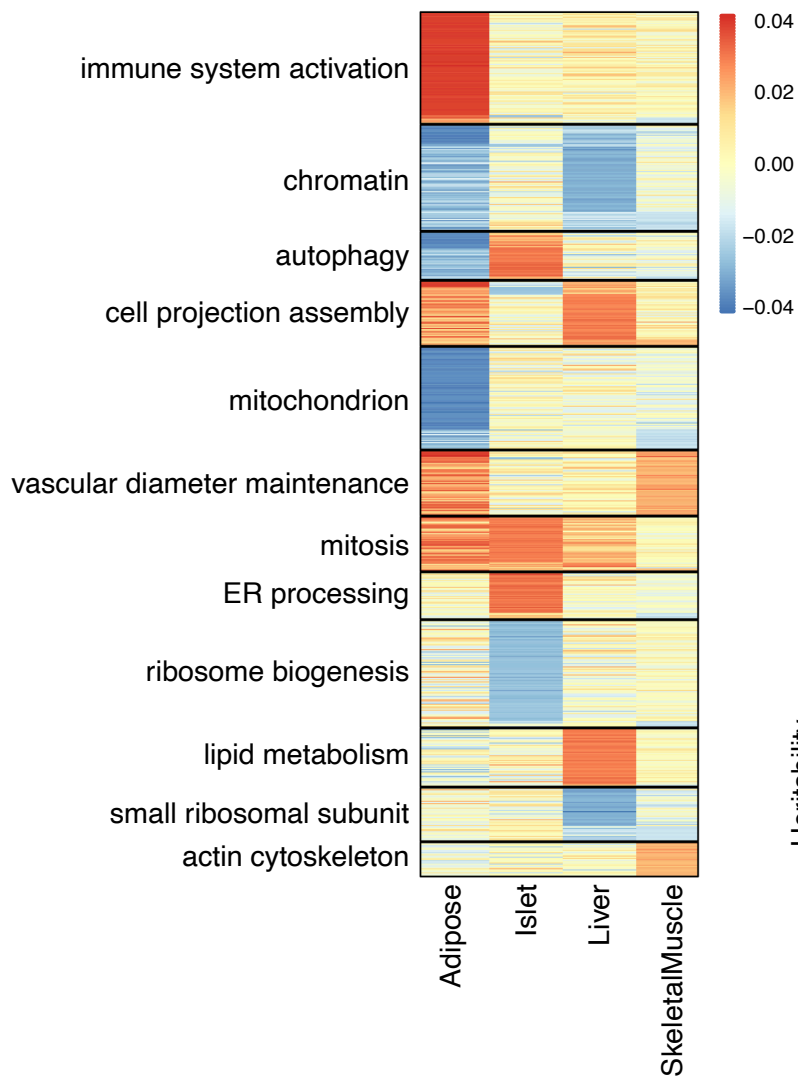 immune system activation
chromatin
autophagy
cell projection assembly
mitochondrion
vascular diameter maintenance
mitosis
ER processing
ribosome biogenesis
lipid metabolism
small ribosomal subunit
actin cytoskeleton
Adipose
Islet
Liver
SkeletalMuscle
0.04
0.02
0.00
−0.02
−0.04